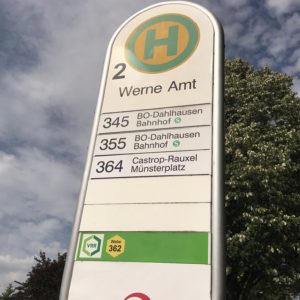 H
2
Werne Amt
345 BO-Dahlhausen
Bahnhof S
355 BO-Dahlhausen
Bahnhof S
364 Castrop-Rauxel
Münsterplatz
VRR
362